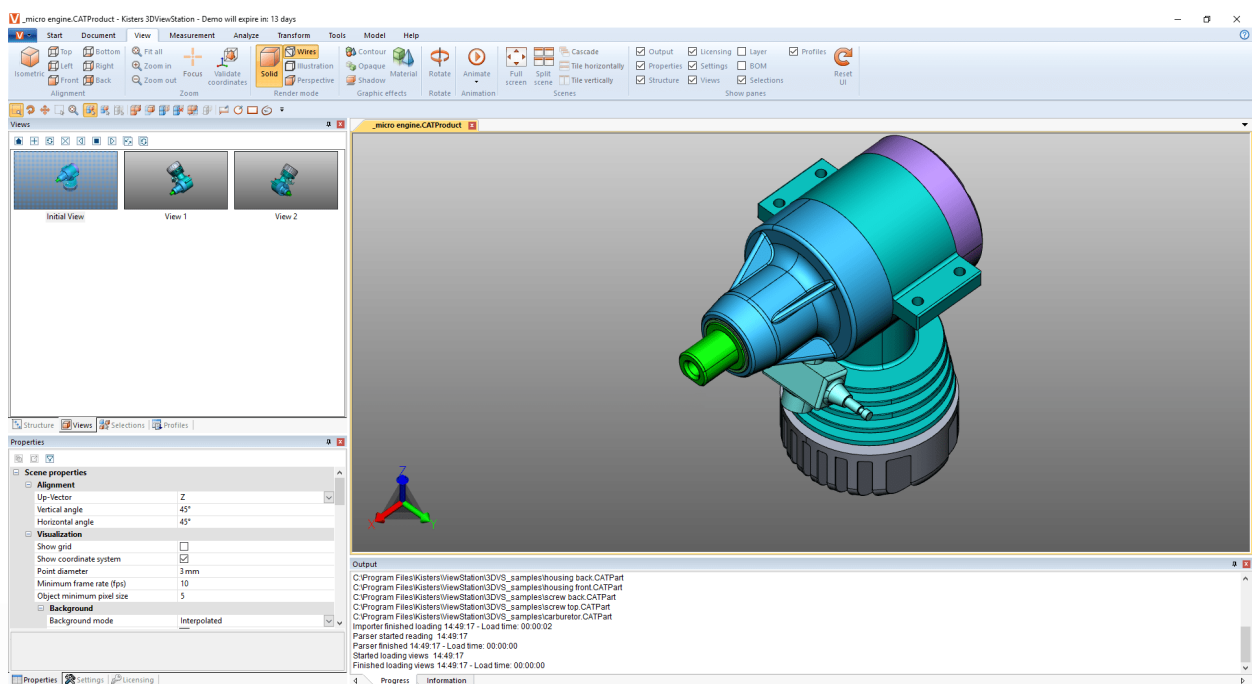 _micro engine.CATProduct - Kisters 3DViewStation - Demo will expire in: 13 days
Start Document View Measurement Analyze Transform Tools Model Help
Isometric
Top Bottom
Left Right
Front Back
Alignment
Fit all
Zoom in
Zoom out
Focus
Validate coordinates
Zoom
Solid
Wires
Illustration
Perspective
Render mode
Contour
Opaque
Shadow
Material
Graphic effects
Rotate
Rotate
Animate
Animation
Full screen
Split scene
Cascade
Tile horizontally
Tile vertically
Scenes
Output Licensing Layer Profiles
Properties Settings BOM
Structure Views Selections
Show panes
Reset UI
Views
_micro engine.CATProduct
Initial View View 1 View 2
Structure Views Selections Profiles
Properties
Scene properties
Alignment
Up-Vector Z
Vertical angle 45°
Horizontal angle 45°
Visualization
Show grid
Show coordinate system
Point diameter 3 mm
Minimum frame rate (fps) 10
Object minimum pixel size 5
Background
Background mode Interpolated
Properties Settings Licensing
Z
X Y
Output
C:\Program Files\Kisters\ViewStation\3DVS_samples\housing back.CATPart
C:\Program Files\Kisters\ViewStation\3DVS_samples\housing front.CATPart
C:\Program Files\Kisters\ViewStation\3DVS_samples\screw back.CATPart
C:\Program Files\Kisters\ViewStation\3DVS_samples\screw top.CATPart
C:\Program Files\Kisters\ViewStation\3DVS_samples\carburetor.CATPart
Importer finished loading 14:49:17 - Load time: 00:00:02
Parser started reading 14:49:17
Parser finished 14:49:17 - Load time: 00:00:00
Started loading views 14:49:17
Finished loading views 14:49:17 - Load time: 00:00:00
Progress Information